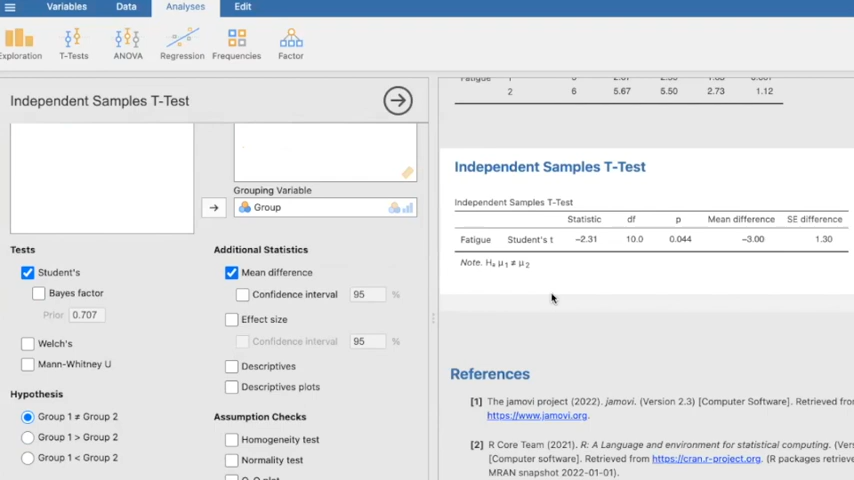 Variables Data Analyses Edit
Exploration T-Tests ANOVA Regression Frequencies Factor
Independent Samples T-Test
Grouping Variable
Group
Tests
Student's
Bayes factor
Prior 0.707
Welch's
Mann-Whitney U
Hypothesis
Group 1 ≠ Group 2
Group 1 > Group 2
Group 1 < Group 2
Additional Statistics
Mean difference
Confidence interval 95 %
Effect size
Confidence interval 95 %
Descriptives
Descriptives plots
Assumption Checks
Homogeneity test
Normality test
Fatigue 1
2 6 5.67 5.50 2.73 1.12
Independent Samples T-Test
Independent Samples T-Test
Statistic df p Mean difference SE difference
Fatigue Student's t −2.31 10.0 0.044 −3.00 1.30
Note. Hₐ μ₁ ≠ μ₂
References
[1] The jamovi project (2022). jamovi. (Version 2.3) [Computer Software]. Retrieved from
https://www.jamovi.org.
[2] R Core Team (2021). R: A Language and environment for statistical computing. (Vers
[Computer software]. Retrieved from https://cran.r-project.org. (R packages retrieve
MRAN snapshot 2022-01-01).